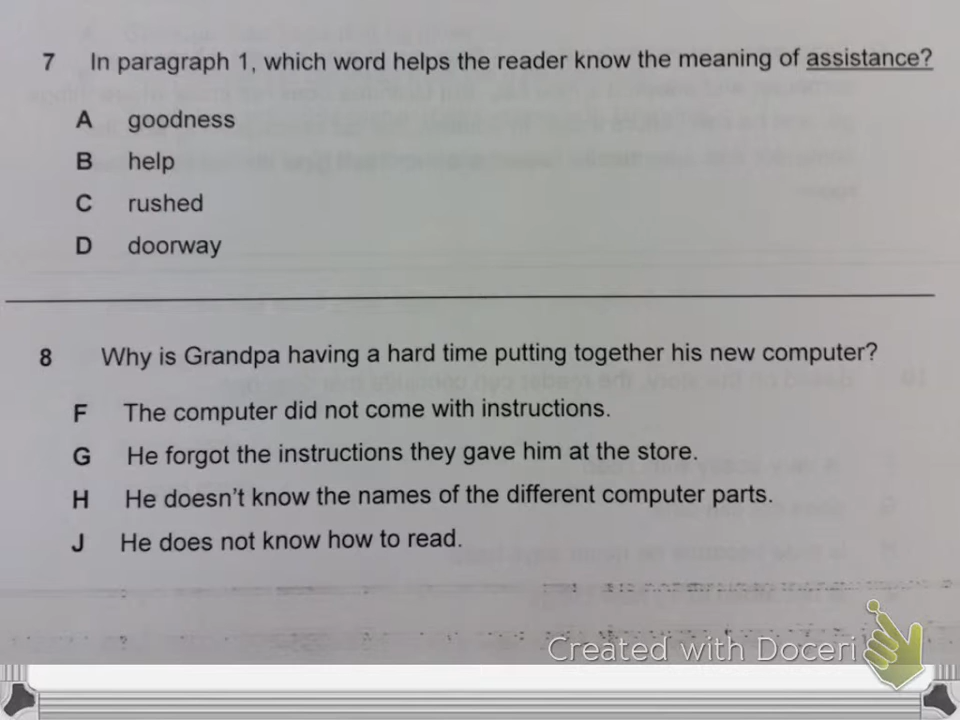 7 In paragraph 1, which word helps the reader know the meaning of assistance?
A goodness
B help
C rushed
D doorway
8 Why is Grandpa having a hard time putting together his new computer?
F The computer did not come with instructions.
G He forgot the instructions they gave him at the store.
H He doesn't know the names of the different computer parts.
J He does not know how to read.
Created with Doceri